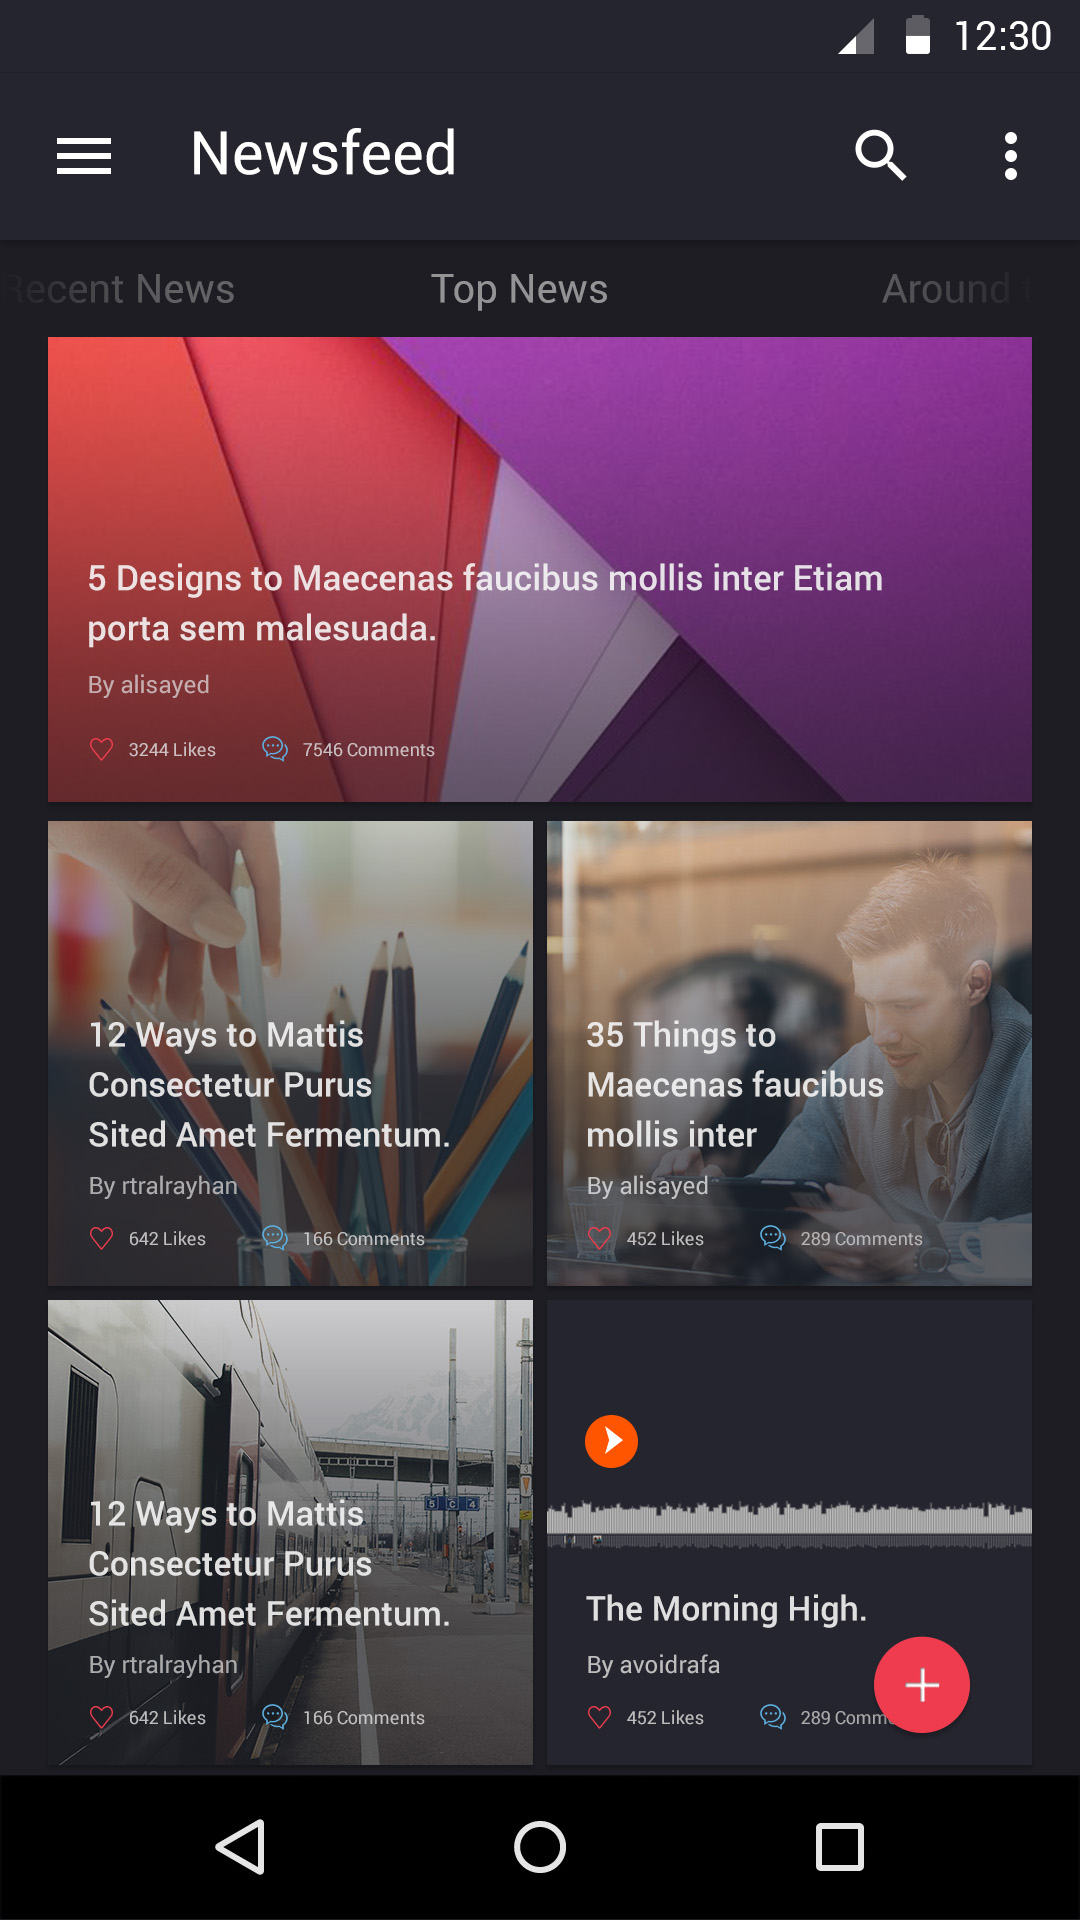 12:30
Newsfeed
Recent News
Top News
Around
5 Designs to Maecenas faucibus mollis inter Etiam
porta sem malesuada.
By alisayed
3244 Likes
7546 Comments
12 Ways to Mattis
Consectetur Purus
Sited Amet Fermentum.
By rtralrayhan
642 Likes
166 Comments
35 Things to
Maecenas faucibus
mollis inter
By alisayed
452 Likes
289 Comments
5 C 4
12 Ways to Mattis
Consectetur Purus
Sited Amet Fermentum.
By rtralrayhan
642 Likes
166 Comments
The Morning High.
By avoidrafa
452 Likes
289 Comm